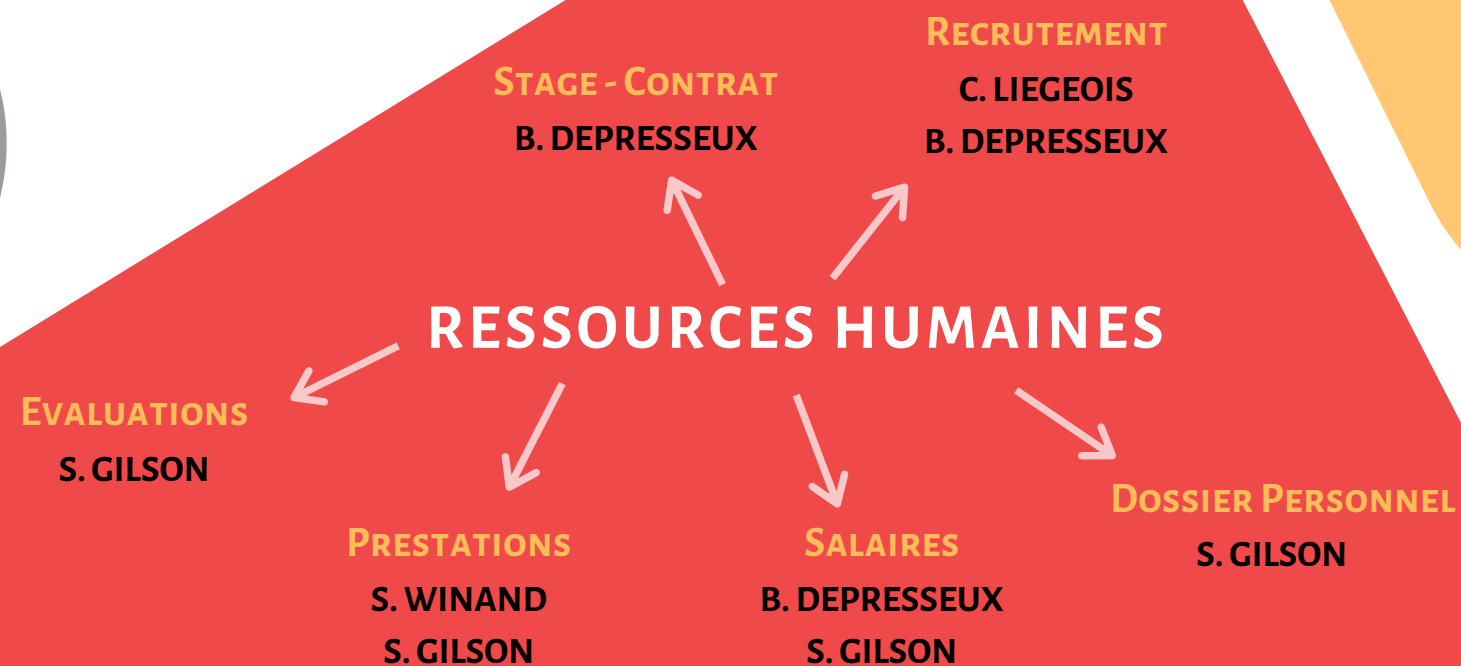 Recrutement
C. LIEGEOIS
B. DEPRESSEUX
Stage - Contrat
B. DEPRESSEUX
RESSOURCES HUMAINES
Evaluations
S. GILSON
Prestations
S. WINAND
S. GILSON
Salaires
B. DEPRESSEUX
S. GILSON
Dossier Personnel
S. GILSON